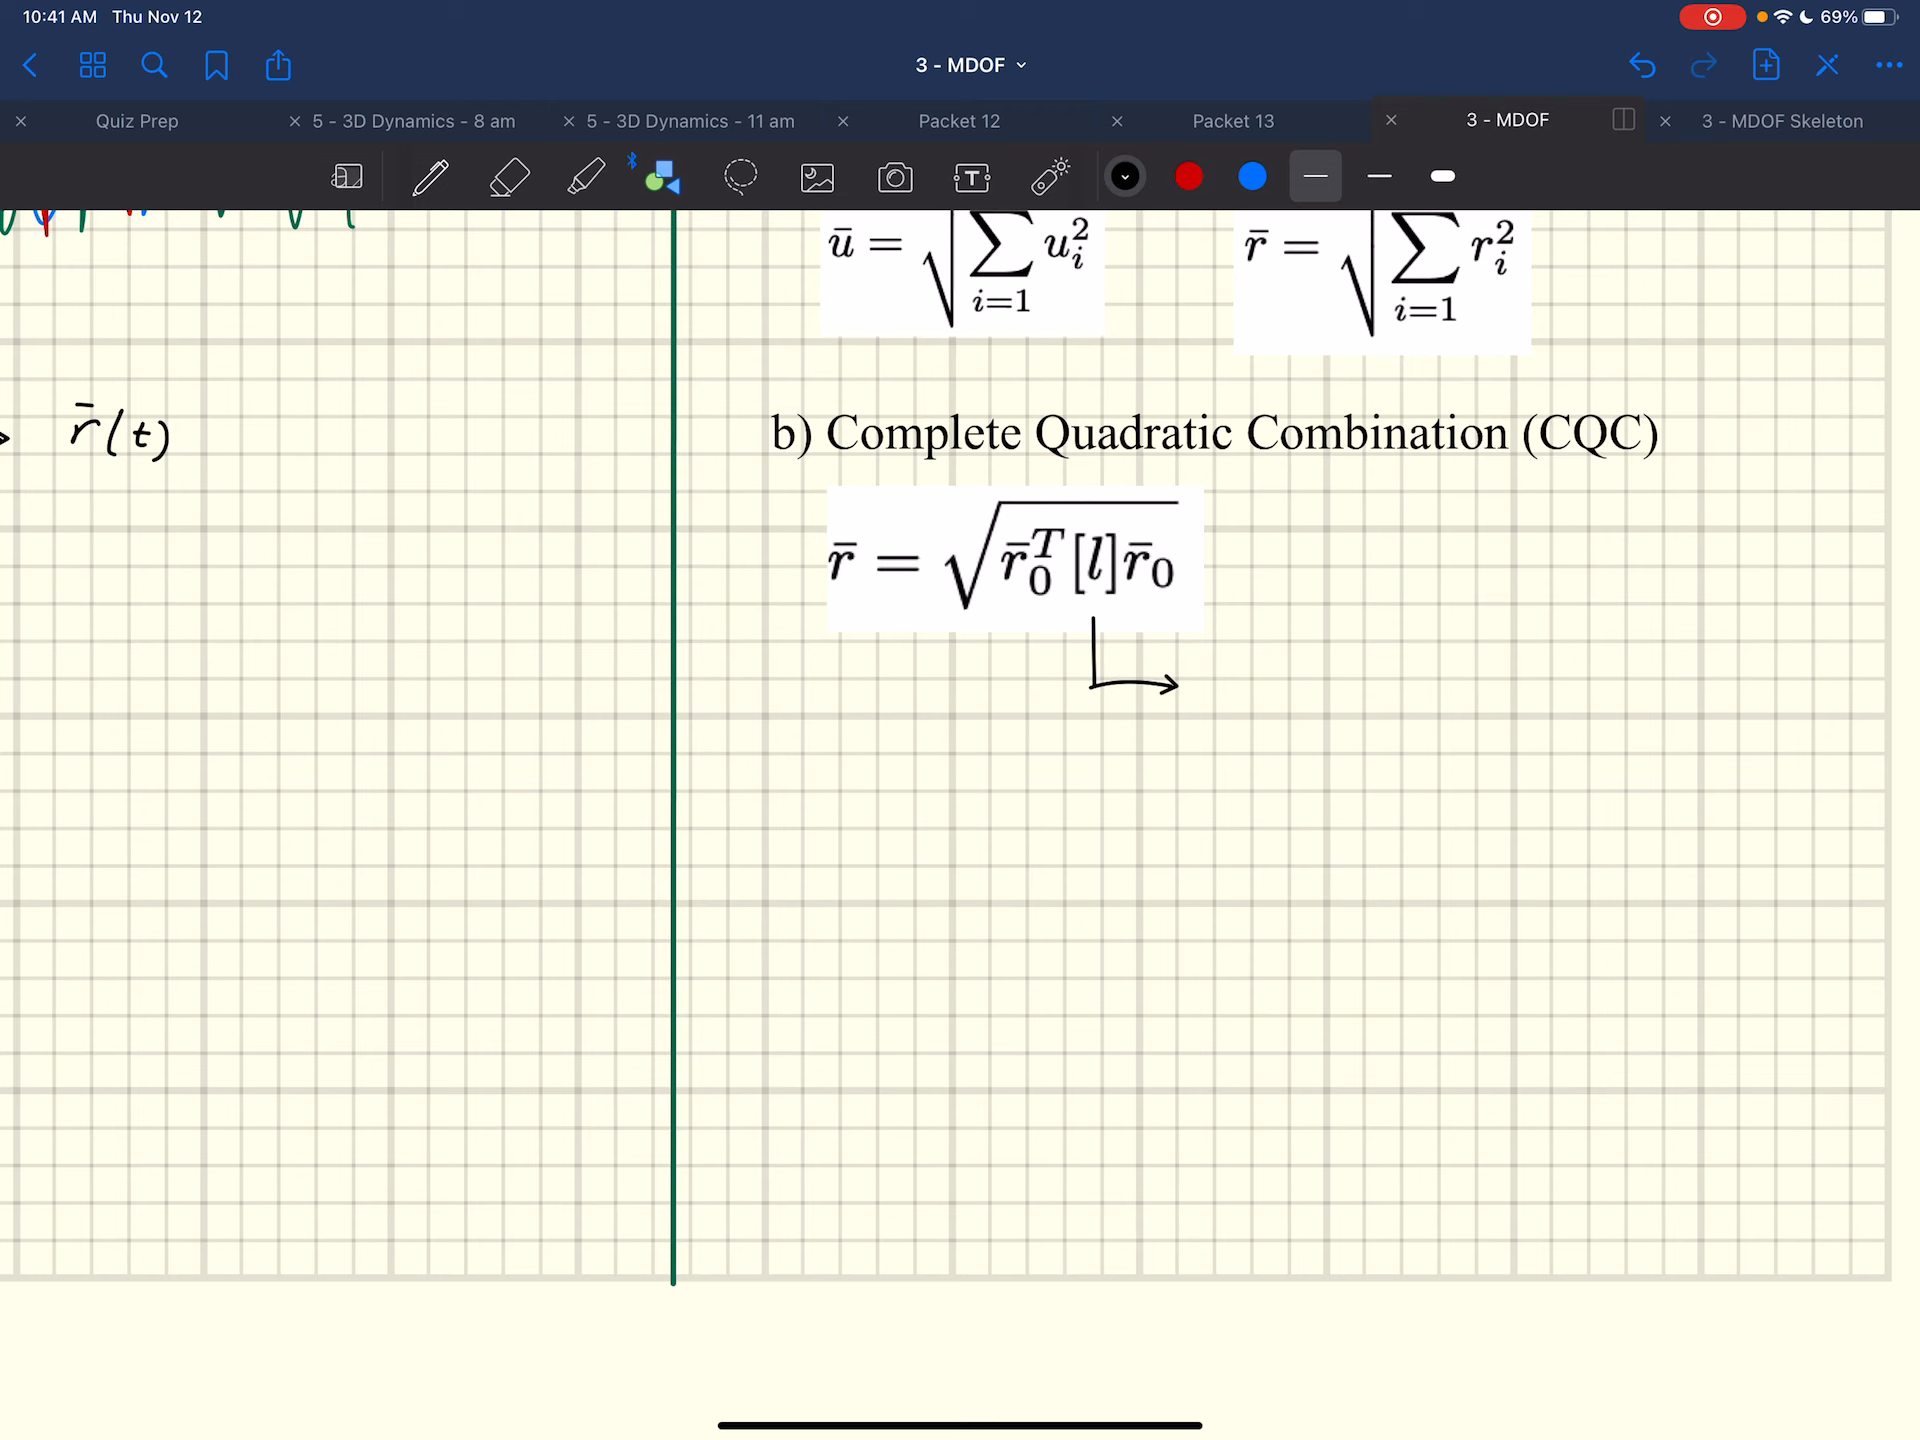 10:41 AM Thu Nov 12 69%
3 - MDOF
Quiz Prep 5 - 3D Dynamics - 8 am 5 - 3D Dynamics - 11 am Packet 12 Packet 13 3 - MDOF 3 - MDOF Skeleton
ū = √∑ u_i^2 i=1
r̄ = √∑ r_i^2 i=1
r̄(t)
b) Complete Quadratic Combination (CQC)
r̄ = √(r̄_0^T [l] r̄_0)